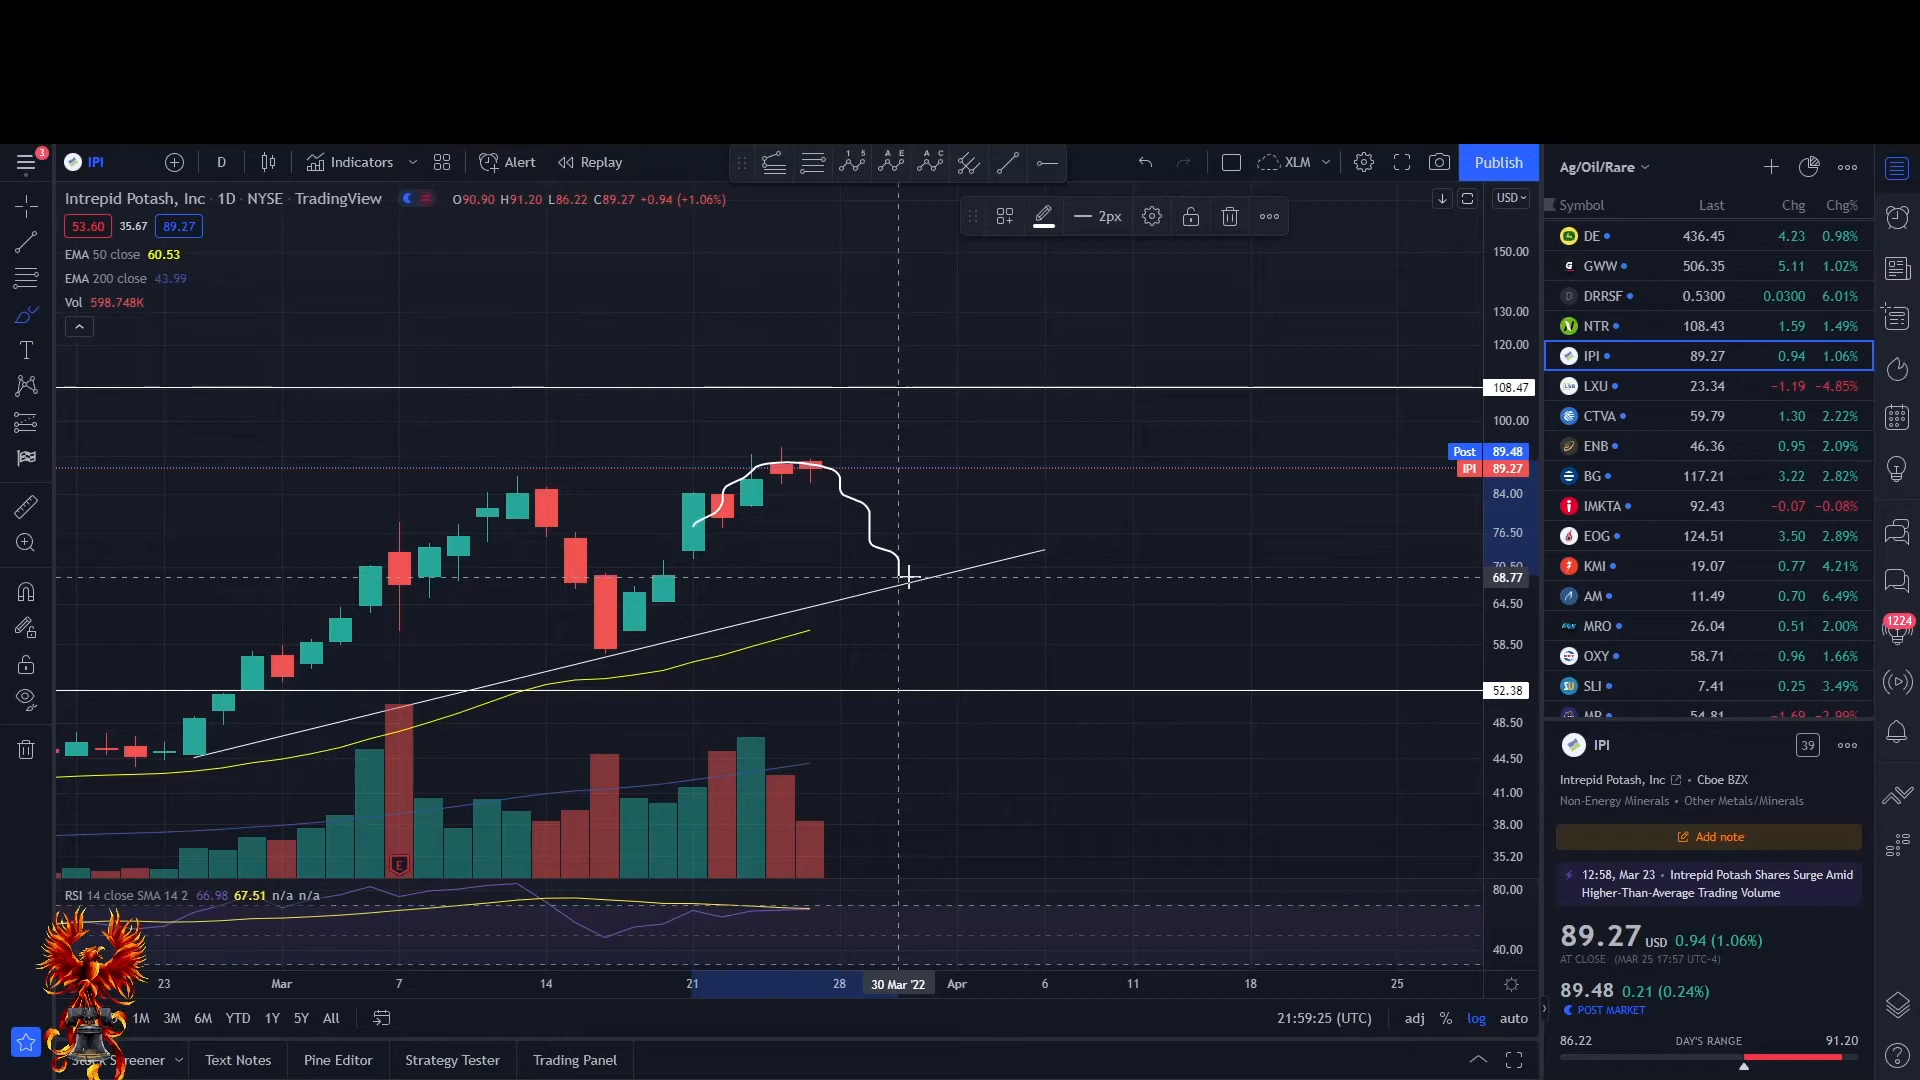 3
IPI D Indicators Alert Replay XLM Publish
Intrepid Potash, Inc · 1D · NYSE · TradingView O90.90 H91.20 L86.22 C89.27 +0.94 (+1.06%)
53.60 35.67 89.27
EMA 50 close 60.53
EMA 200 close 43.99
Vol 598.748K
2px
USD
150.00
130.00
120.00
108.47
100.00
Post 89.48
IPI 89.27
84.00
76.50
68.77
64.50
58.50
52.38
48.50
44.50
41.00
38.00
35.20
E
RSI 14 close SMA 14 2 66.98 67.51 n/a n/a
80.00
40.00
23 Mar 7 14 21 28 30 Mar '22 Apr 6 11 18 25
1M 3M 6M YTD 1Y 5Y All
21:59:25 (UTC) adj % log auto
Stock Screener Text Notes Pine Editor Strategy Tester Trading Panel
Ag/Oil/Rare
Symbol Last Chg Chg%
DE 436.45 4.23 0.98%
GWW 506.35 5.11 1.02%
DRRSF 0.5300 0.0300 6.01%
NTR 108.43 1.59 1.49%
IPI 89.27 0.94 1.06%
LXU 23.34 −1.19 −4.85%
CTVA 59.79 1.30 2.22%
ENB 46.36 0.95 2.09%
BG 117.21 3.22 2.82%
IMKTA 92.43 −0.07 −0.08%
EOG 124.51 3.50 2.89%
KMI 19.07 0.77 4.21%
AM 11.49 0.70 6.49%
MRO 26.04 0.51 2.00%
OXY 58.71 0.96 1.66%
SLI 7.41 0.25 3.49%
MP 54.81 −1.69 −2.99%
IPI 39
Intrepid Potash, Inc • Cboe BZX
Non-Energy Minerals • Other Metals/Minerals
Add note
12:58, Mar 23 • Intrepid Potash Shares Surge Amid
Higher-Than-Average Trading Volume
89.27 USD 0.94 (1.06%)
AT CLOSE (MAR 25 17:57 UTC-4)
89.48 0.21 (0.24%)
POST MARKET
86.22 DAY'S RANGE 91.20
1224